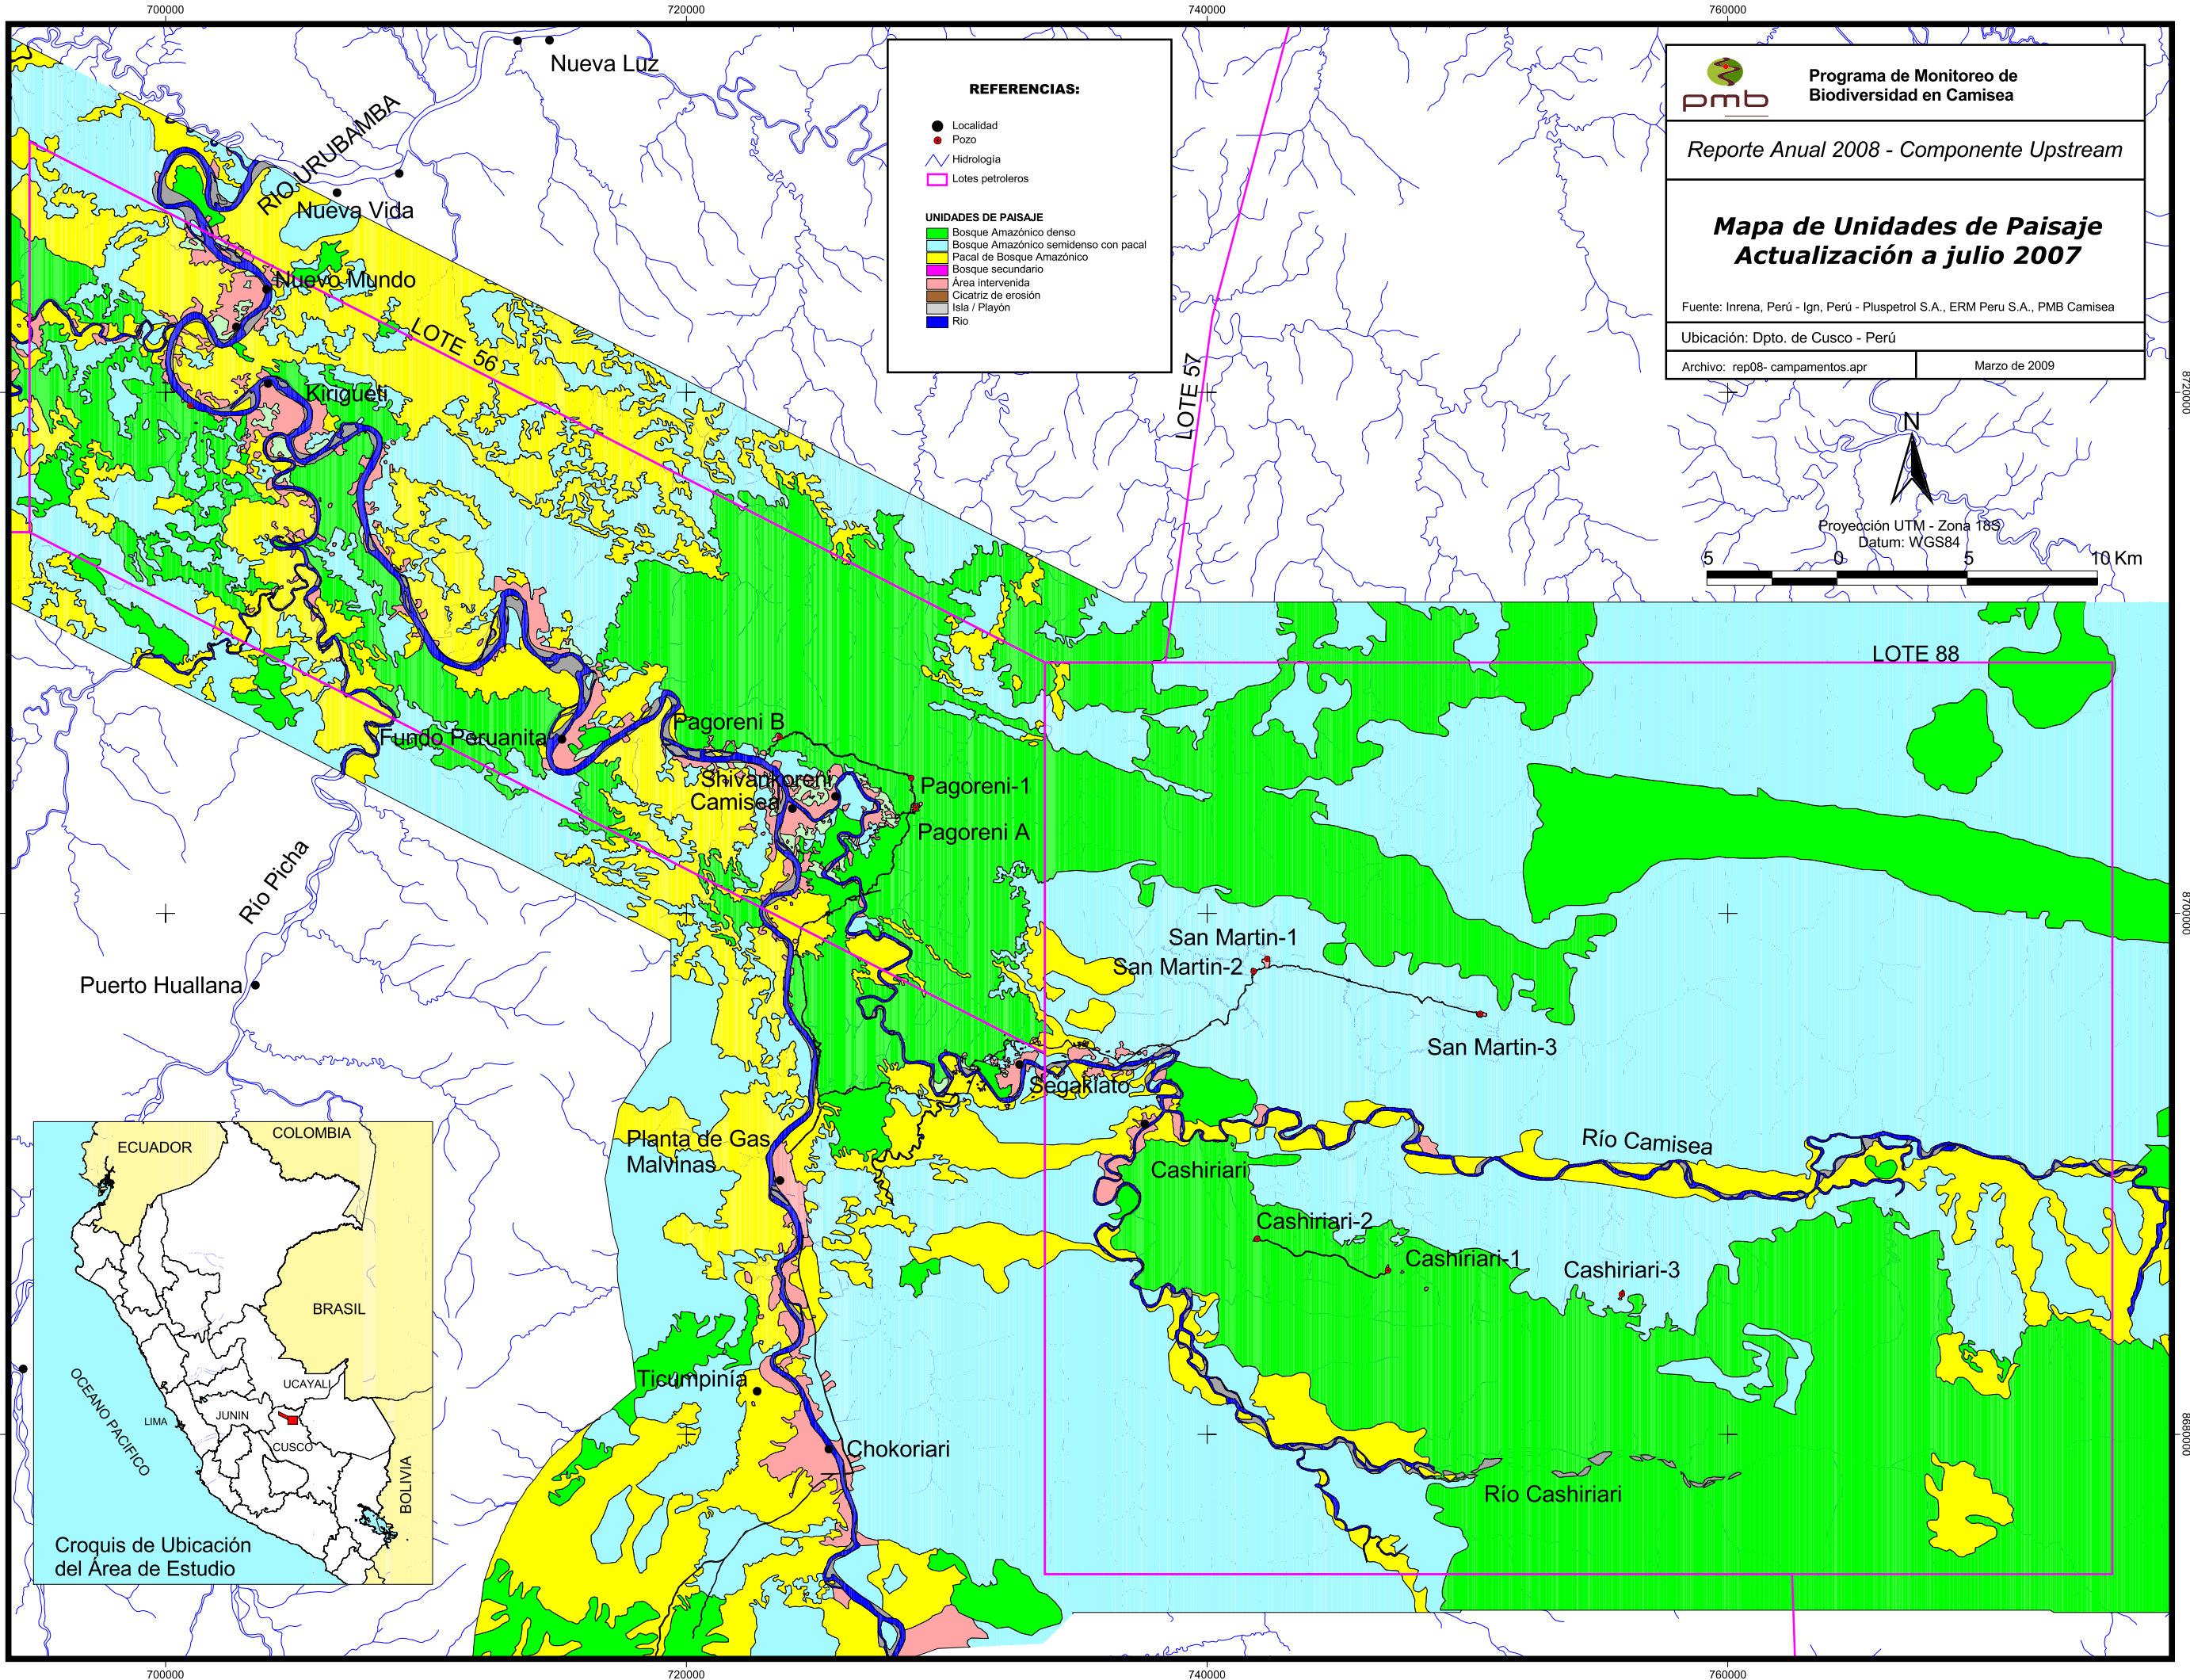 700000
720000
740000
760000
Nueva Luz
RIO URUBAMBA
Nueva Vida
Nuevo Mundo
LOTE 56
Kirigueti
REFERENCIAS:
Localidad
Pozo
Hidrología
Lotes petroleros
UNIDADES DE PAISAJE
Bosque Amazónico denso
Bosque Amazónico semidenso con pacal
Pacal de Bosque Amazónico
Bosque secundario
Área intervenida
Cicatriz de erosión
Isla / Playón
Rio
LOTE 57
pmb
Programa de Monitoreo de
Biodiversidad en Camisea
Reporte Anual 2008 - Componente Upstream
Mapa de Unidades de Paisaje
Actualización a julio 2007
Fuente: Inrena, Perú - Ign, Perú - Pluspetrol S.A., ERM Peru S.A., PMB Camisea
Ubicación: Dpto. de Cusco - Perú
Archivo: rep08- campamentos.apr
Marzo de 2009
8720000
N
Proyección UTM - Zona 18S
Datum: WGS84
5 0 5 10 Km
LOTE 88
Pagoreni B
Fundo Peruanita
Shivankoreni
Camisea
Pagoreni-1
Pagoreni A
Río Picha
8700000
San Martin-1
San Martin-2
Puerto Huallana
San Martin-3
Segakiato
Planta de Gas
Malvinas
Río Camisea
Cashiriari
Cashiriari-2
Cashiriari-1
Cashiriari-3
Ticumpinía
Chokoriari
8680000
Río Cashiriari
ECUADOR
COLOMBIA
BRASIL
UCAYALI
OCEANO PACIFICO
LIMA
JUNIN
CUSCO
BOLIVIA
Croquis de Ubicación
del Área de Estudio
700000
720000
740000
760000